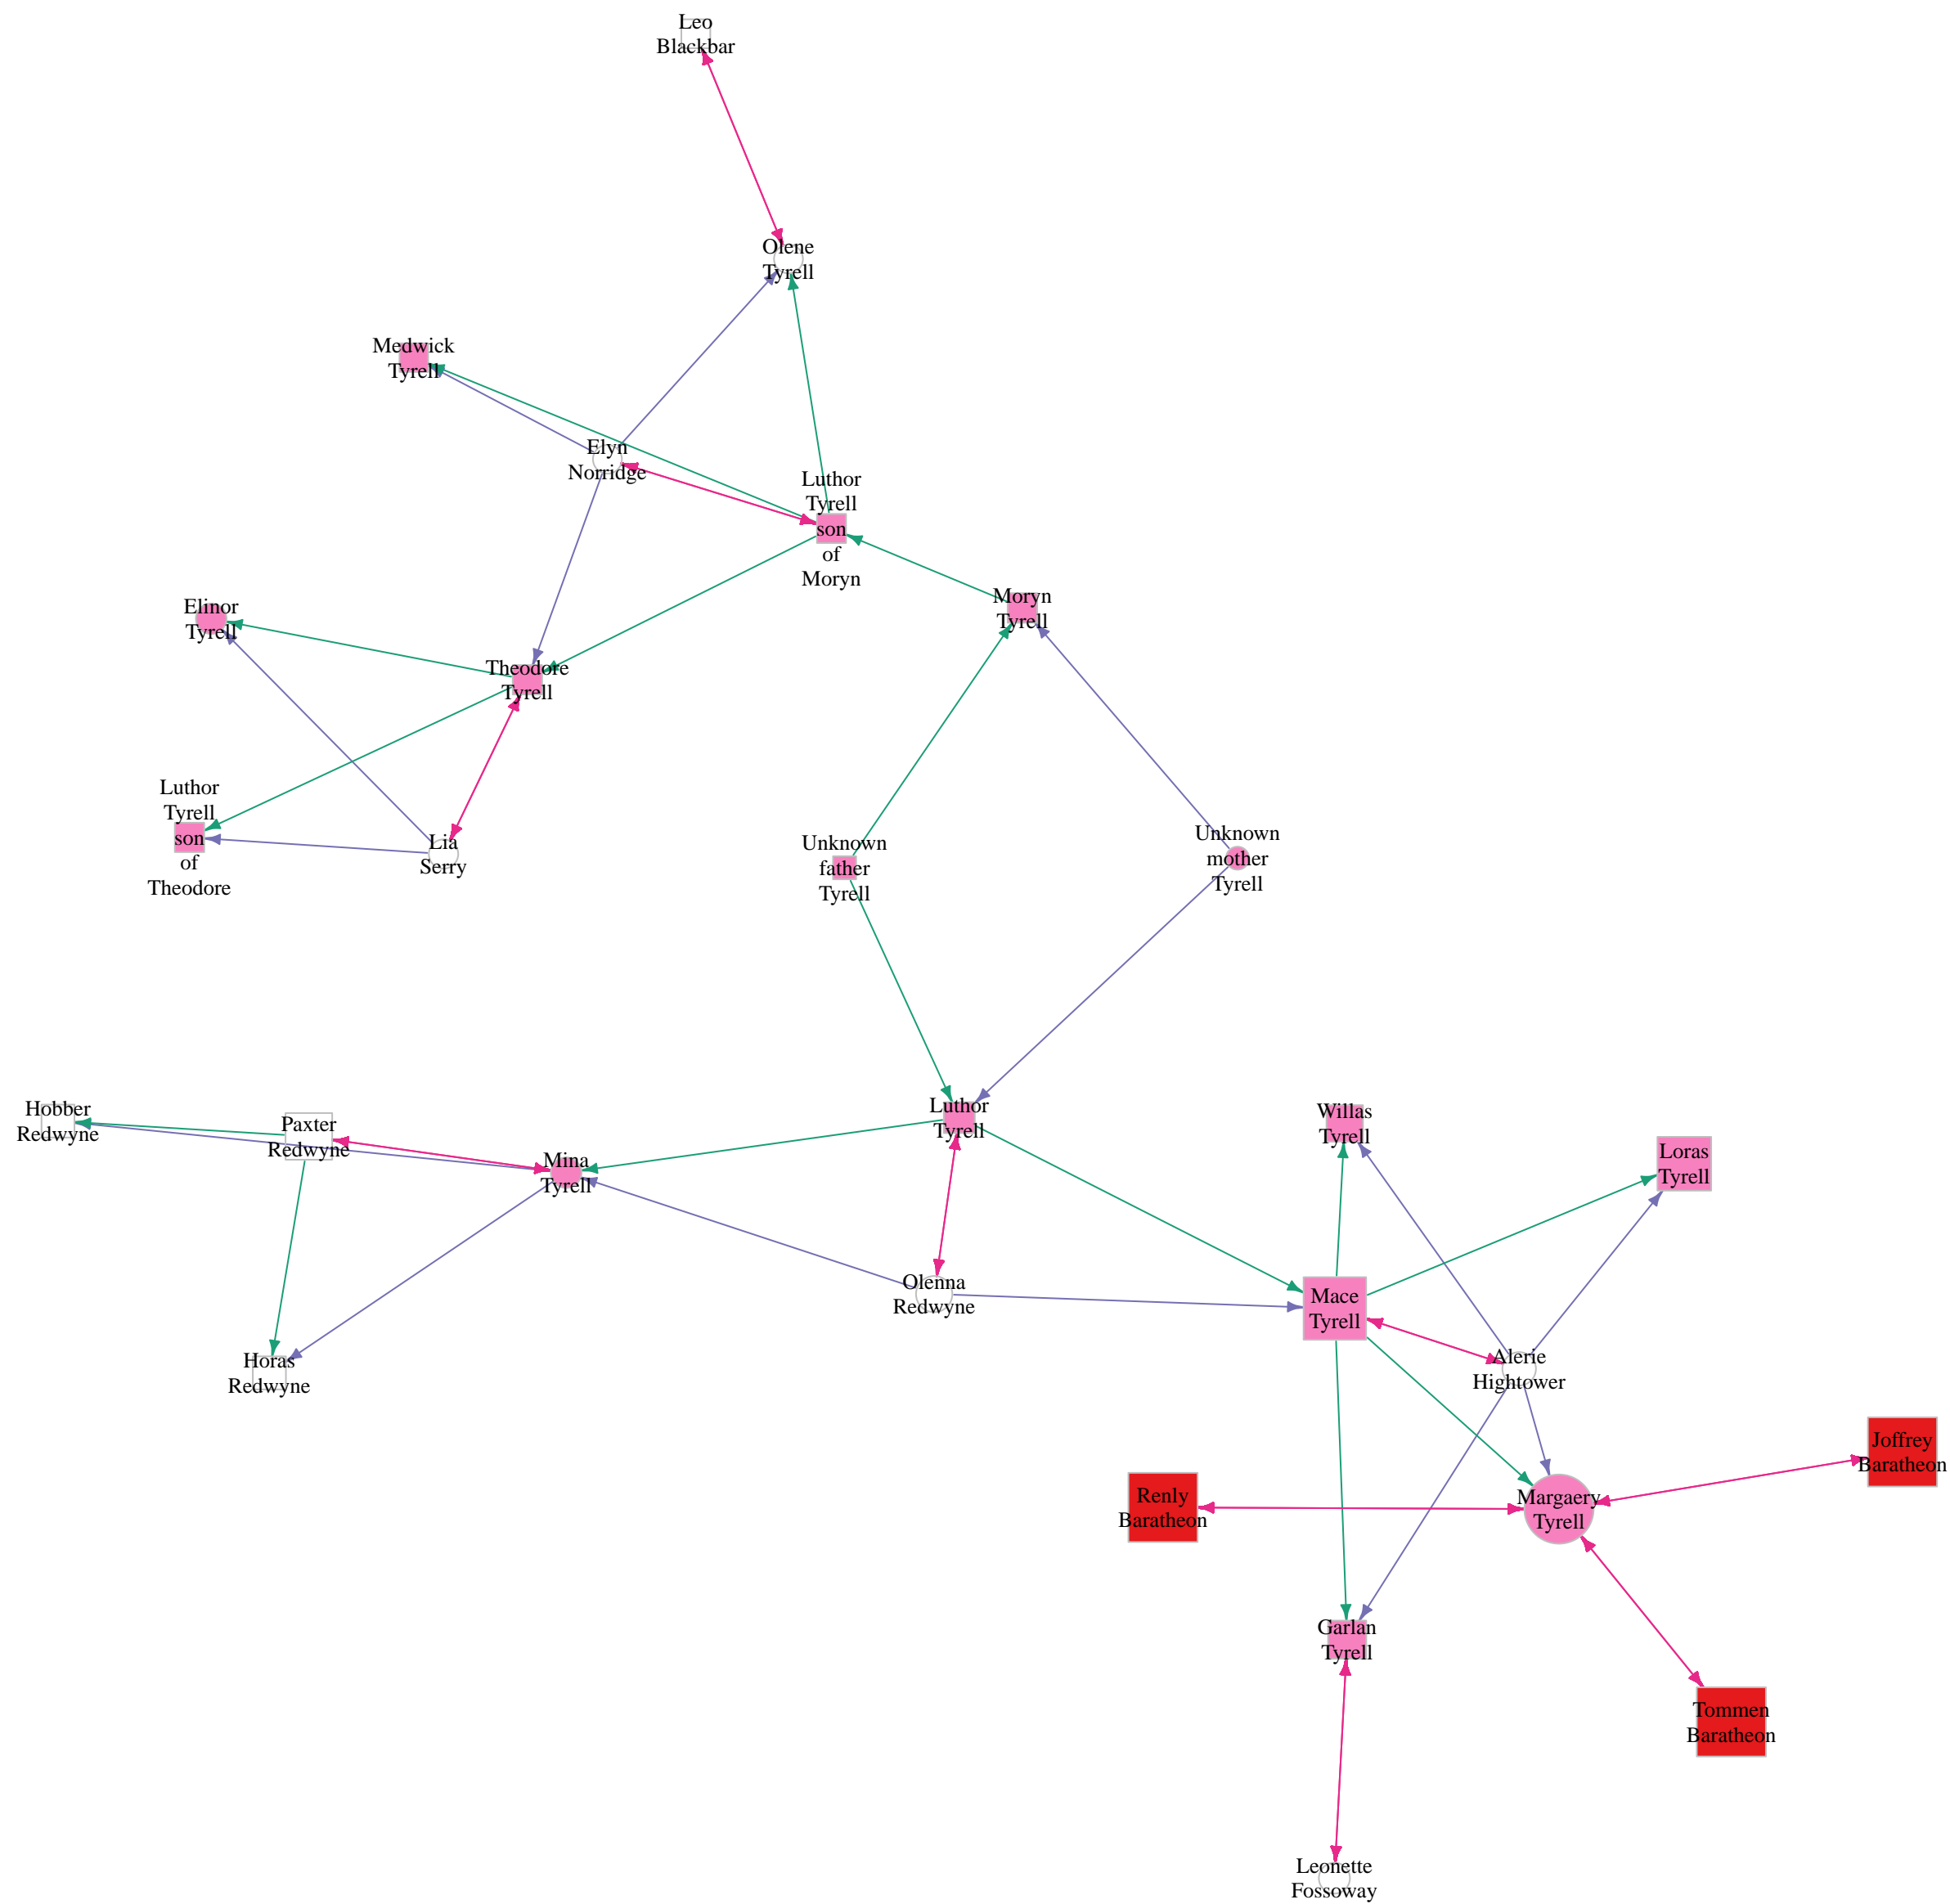 Leo
Blackbar
Olene
Tyrell
Medwick
Tyrell
Elyn
Norridge
Luthor
Tyrell
son
of
Moryn
Elinor
Tyrell
Moryn
Tyrell
Theodore
Tyrell
Luthor
Tyrell
son
of
Theodore
Lia
Serry
Unknown
father
Tyrell
Unknown
mother
Tyrell
Hobber
Redwyne
Paxter
Redwyne
Mina
Tyrell
Luthor
Tyrell
Willas
Tyrell
Loras
Tyrell
Olenna
Redwyne
Mace
Tyrell
Horas
Redwyne
Alerie
Hightower
Joffrey
Baratheon
Renly
Baratheon
Margaery
Tyrell
Garlan
Tyrell
Tommen
Baratheon
Leonette
Fossoway